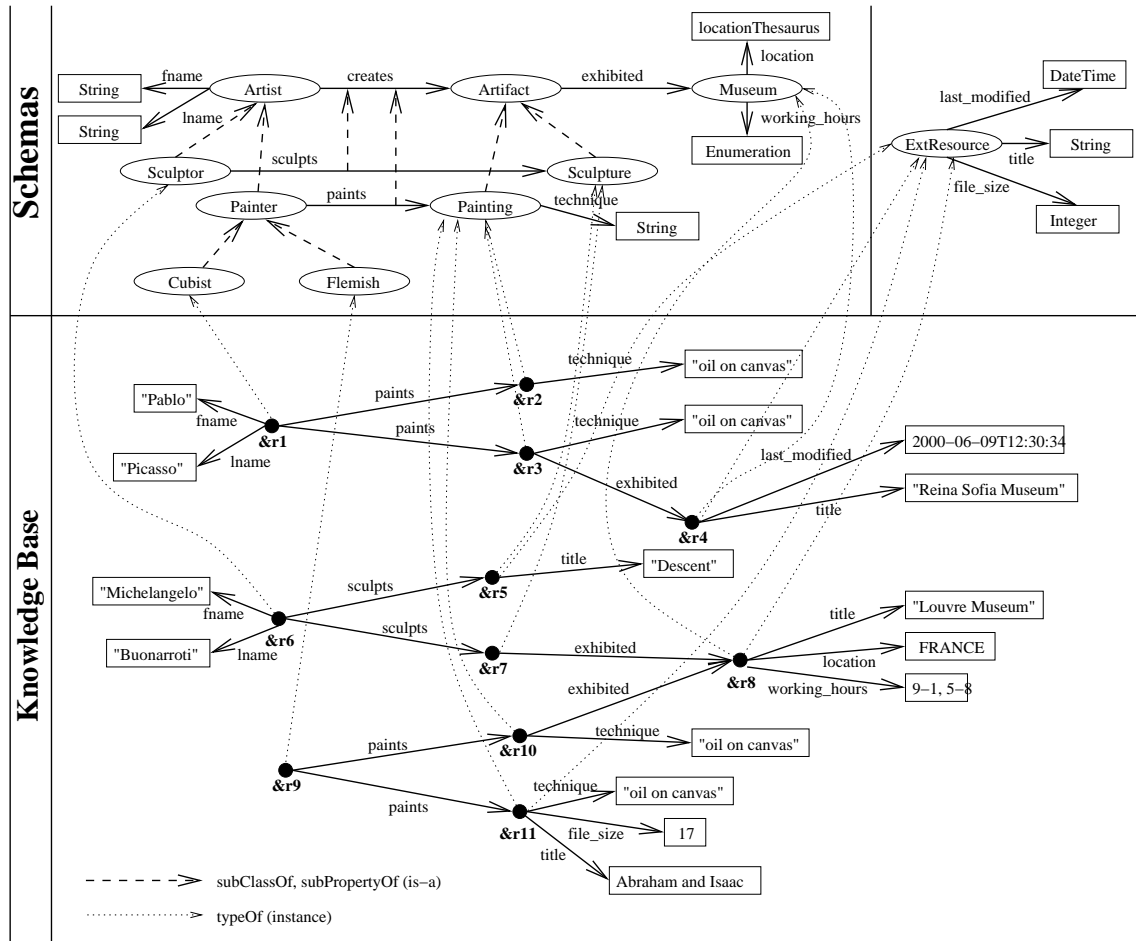 Schemas
locationThesaurus
location
fname
creates
exhibited
DateTime
String
Artist
Artifact
Museum
last_modified
lname
String
working_hours
ExtResource
String
title
sculpts
Enumeration
file_size
Sculptor
Sculpture
paints
technique
Painter
Painting
String
Integer
Cubist
Flemish
Knowledge Base
technique
"oil on canvas"
"Pablo"
paints
&r2
fname
technique
"oil on canvas"
&r1
paints
2000-06-09T12:30:34
"Picasso"
lname
&r3
last_modified
exhibited
"Reina Sofia Museum"
title
&r4
title
"Descent"
sculpts
"Michelangelo"
&r5
"Louvre Museum"
fname
title
sculpts
"Buonarroti"
lname
&r6
exhibited
FRANCE
location
&r7
&r8
exhibited
working_hours
9-1, 5-8
technique
"oil on canvas"
paints
&r10
&r9
technique
"oil on canvas"
paints
file_size
17
&r11
title
Abraham and Isaac
subClassOf, subPropertyOf (is-a)
typeOf (instance)